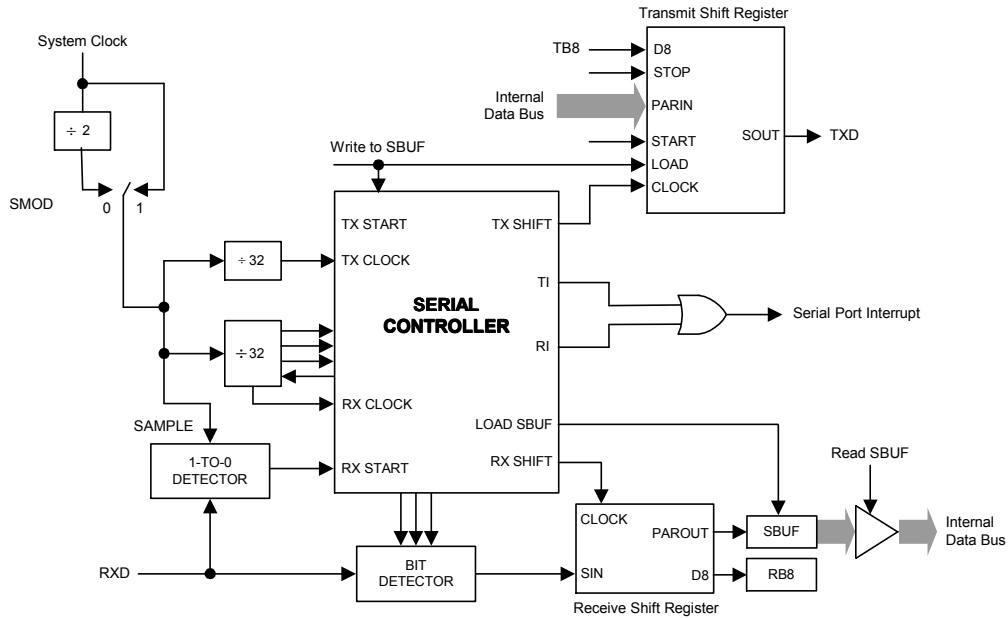 Transmit Shift Register
System Clock
TB8
D8
STOP
Internal
Data Bus
PARIN
÷ 2
START
SOUT
TXD
Write to SBUF
LOAD
CLOCK
SMOD
0
1
TX START
TX SHIFT
÷ 32
TX CLOCK
TI
SERIAL
CONTROLLER
Serial Port Interrupt
÷ 32
RI
RX CLOCK
SAMPLE
LOAD SBUF
1-TO-0
DETECTOR
RX START
RX SHIFT
Read SBUF
CLOCK
PAROUT
SBUF
Internal
Data Bus
RXD
BIT
DETECTOR
SIN
D8
RB8
Receive Shift Register